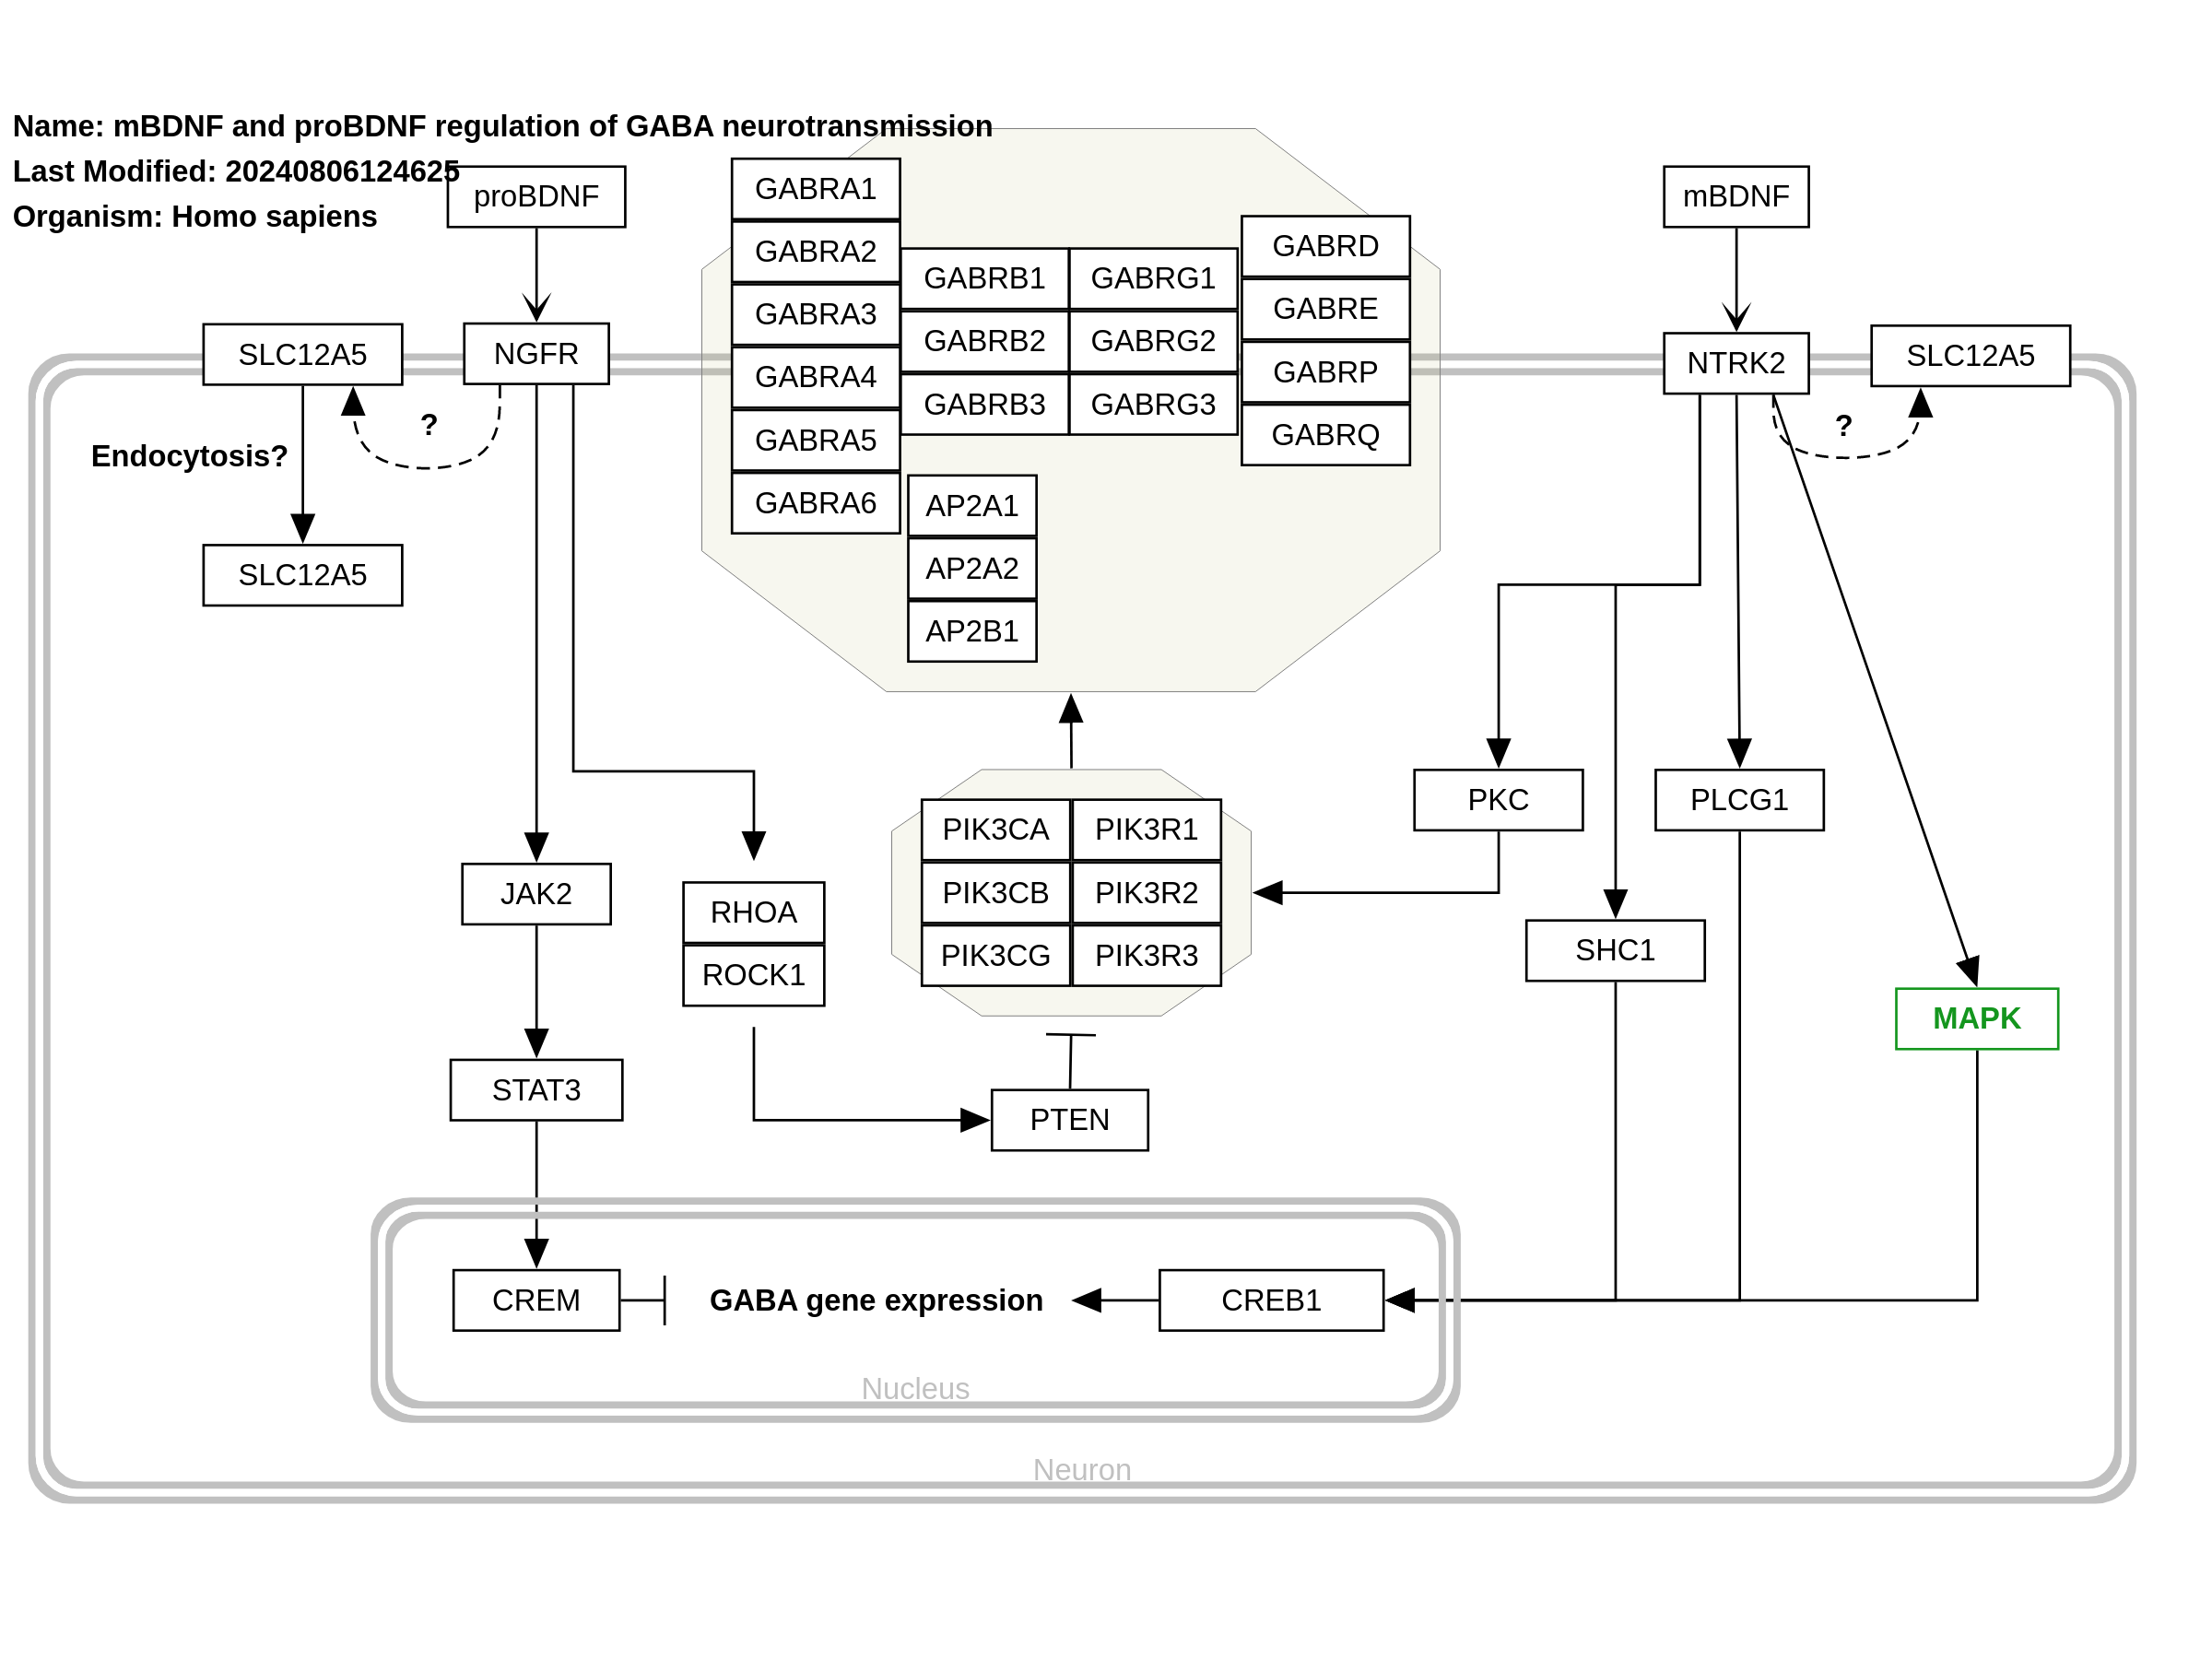 Name: mBDNF and proBDNF regulation of GABA neurotransmission
Last Modified: 20240806124625
Organism: Homo sapiens
proBDNF
mBDNF
GABRA1
GABRA2
GABRA3
GABRA4
GABRA5
GABRA6
GABRB1
GABRB2
GABRB3
GABRG1
GABRG2
GABRG3
GABRD
GABRE
GABRP
GABRQ
AP2A1
AP2A2
AP2B1
SLC12A5
NGFR
NTRK2
SLC12A5
?
?
Endocytosis?
SLC12A5
JAK2
RHOA
ROCK1
PIK3CA
PIK3CB
PIK3CG
PIK3R1
PIK3R2
PIK3R3
PKC
PLCG1
SHC1
MAPK
STAT3
PTEN
CREM
GABA gene expression
CREB1
Nucleus
Neuron